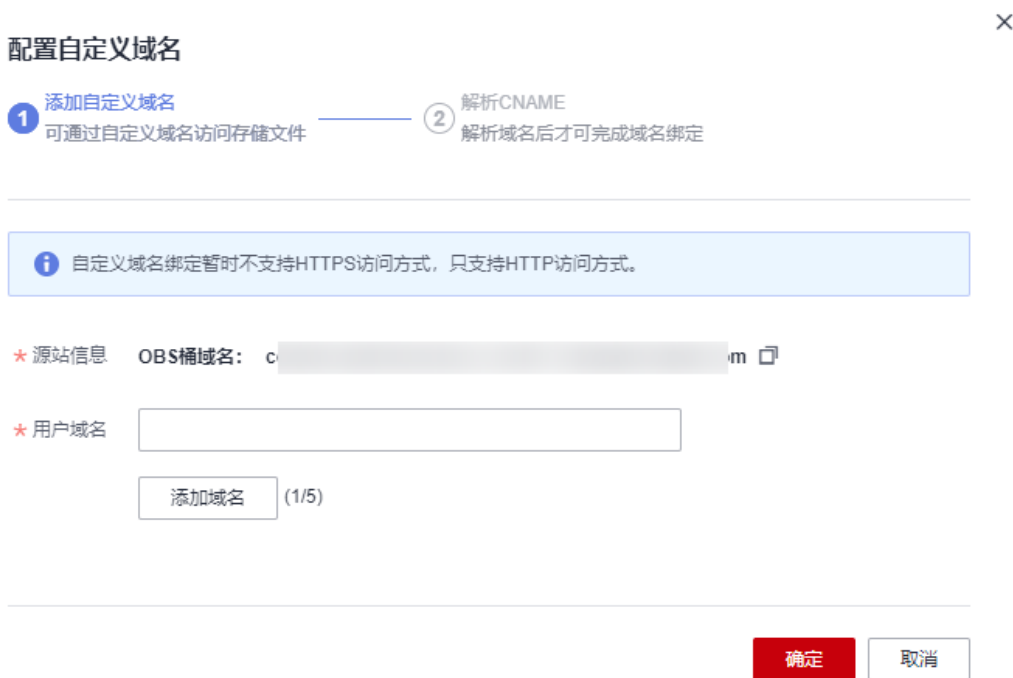 配置自定义域名
1 添加自定义域名
可通过自定义域名访问存储文件
2 解析CNAME
解析域名后才可完成域名绑定
自定义域名绑定暂时不支持HTTPS访问方式，只支持HTTP访问方式。
* 源站信息 OBS桶域名： c om
* 用户域名
添加域名 (1/5)
确定 取消